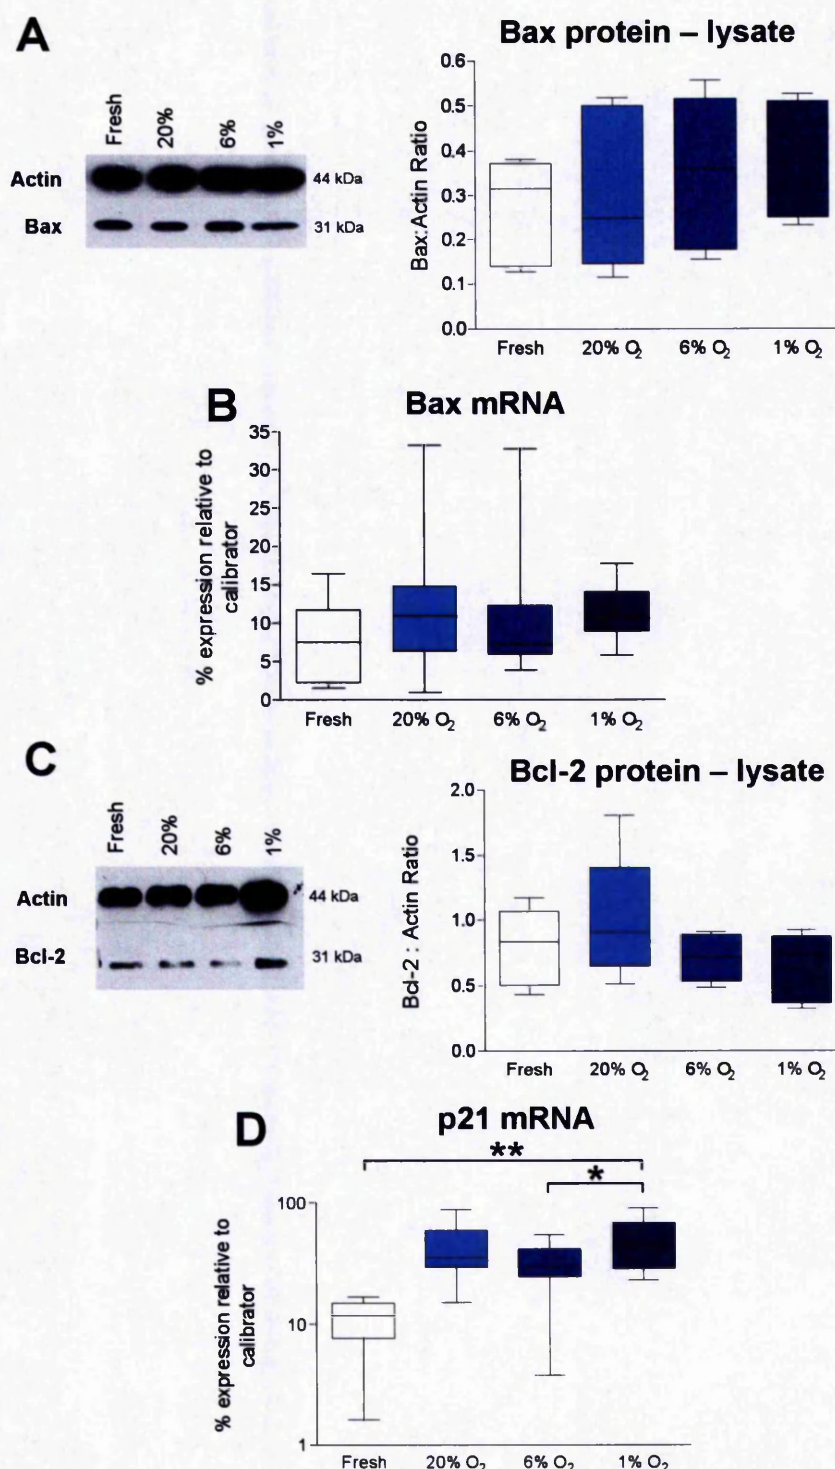 A
Bax protein – lysate
Fresh
20%
6%
1%
Actin
44 kDa
Bax
31 kDa
Bax:Actin Ratio
0.6
0.5
0.4
0.3
0.2
0.1
0.0
Fresh
20% O2
6% O2
1% O2
B
Bax mRNA
% expression relative to
calibrator
35
30
25
20
15
10
5
0
Fresh
20% O2
6% O2
1% O2
C
Bcl-2 protein – lysate
Fresh
20%
6%
1%
Actin
44 kDa
Bcl-2
31 kDa
Bcl-2 : Actin Ratio
2.0
1.5
1.0
0.5
0.0
Fresh
20% O2
6% O2
1% O2
D
p21 mRNA
**
*
% expression relative to
calibrator
100
10
1
Fresh
20% O2
6% O2
1% O2